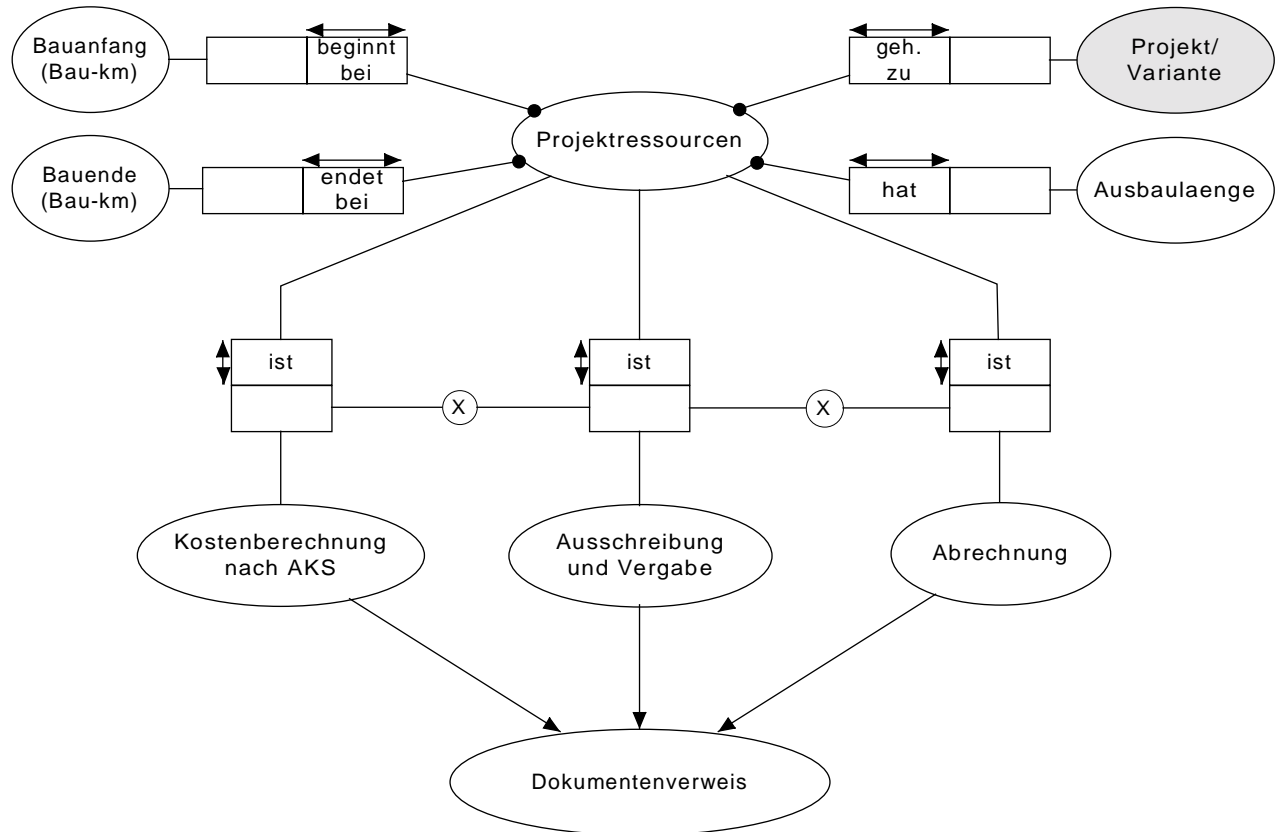 Bauanfang
(Bau-km)
beginnt
bei
geh.
zu
Projekt/
Variante
Projektressourcen
Bauende
(Bau-km)
endet
bei
hat
Ausbaulaenge
ist
ist
ist
X
X
Kostenberechnung
nach AKS
Ausschreibung
und Vergabe
Abrechnung
Dokumentenverweis